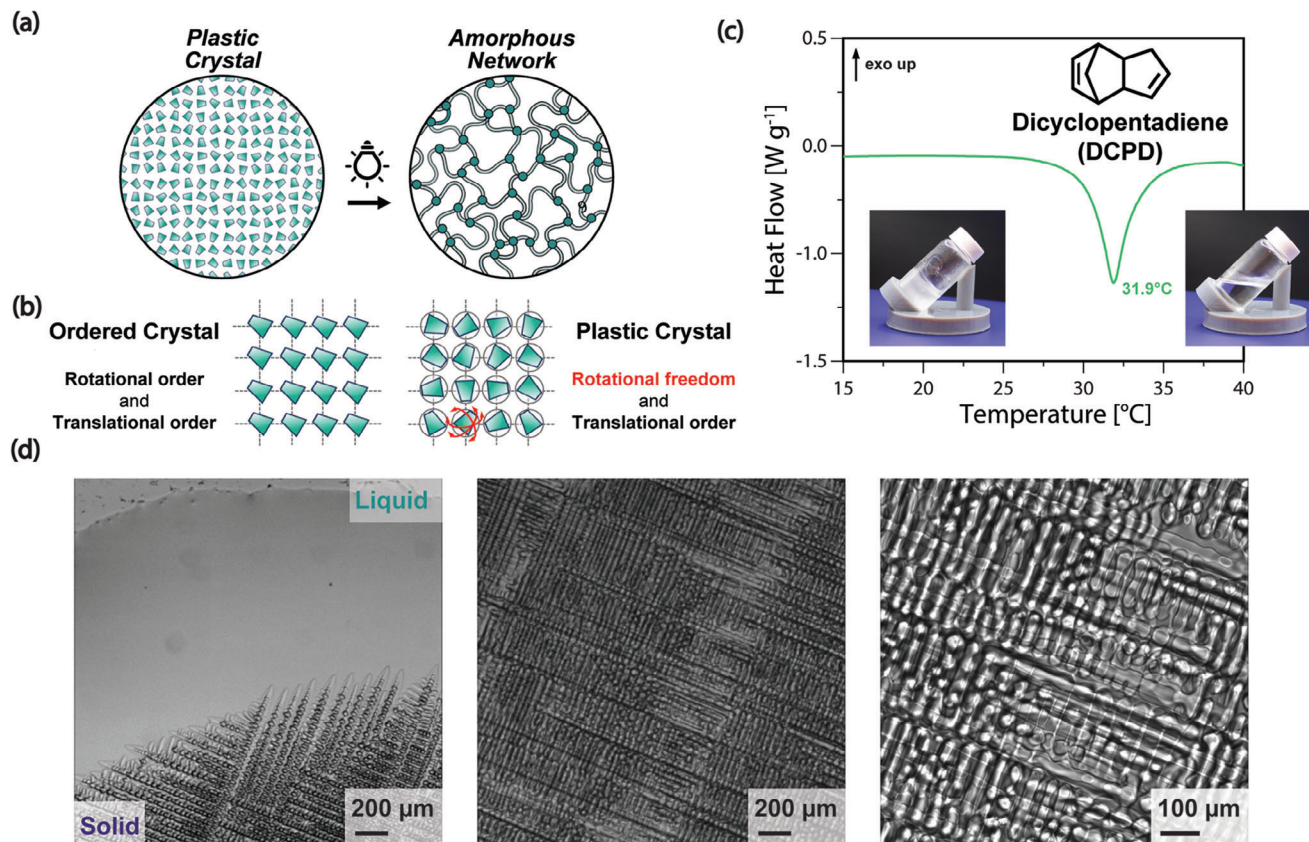 (a)
Plastic
Crystal
Amorphous
Network
(b)
Ordered Crystal
Rotational order
and
Translational order
Plastic Crystal
Rotational freedom
and
Translational order
(c)
0.5
0.0
-0.5
-1.0
-1.5
Heat Flow [W g⁻¹]
exo up
Dicyclopentadiene
(DCPD)
31.9°C
15
20
25
30
35
40
Temperature [°C]
(d)
Liquid
Solid
200 µm
200 µm
100 µm